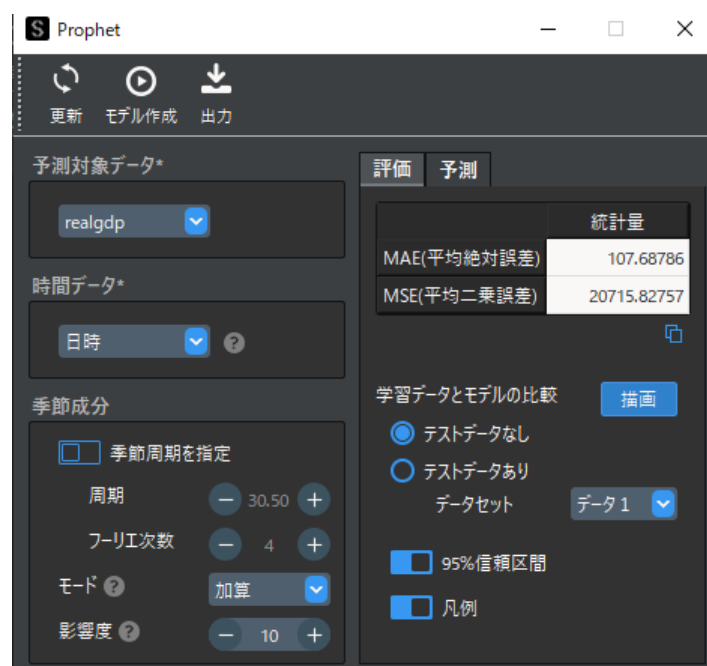 S Prophet
更新 モデル作成 出力
予測対象データ*
realgdp
時間データ*
日時 ?
季節成分
季節周期を指定
周期 − 30.50 +
フーリエ次数 − 4 +
モード ? 加算
影響度 ? − 10 +
評価 予測
統計量
MAE(平均絶対誤差) 107.68786
MSE(平均二乗誤差) 20715.82757
学習データとモデルの比較 描画
テストデータなし
テストデータあり
データセット データ 1
95%信頼区間
凡例